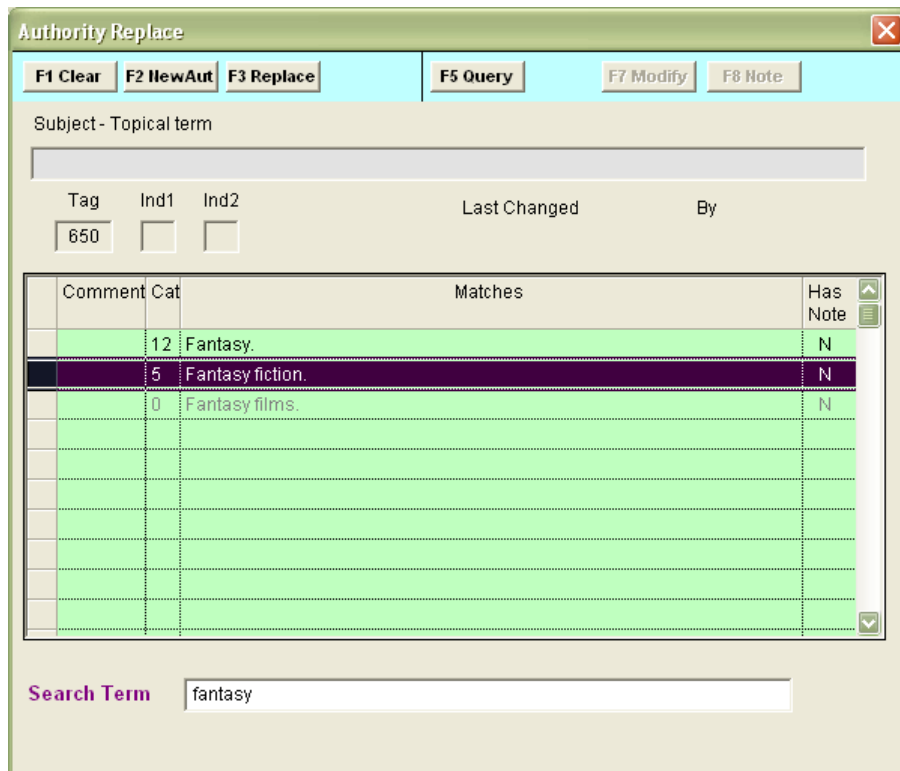 Authority Replace
F1 Clear F2 NewAut F3 Replace F5 Query F7 Modify F8 Note
Subject - Topical term
Tag Ind1 Ind2 Last Changed By
650
Comment Cat Matches Has Note
12 Fantasy. N
5 Fantasy fiction. N
0 Fantasy films. N
Search Term fantasy